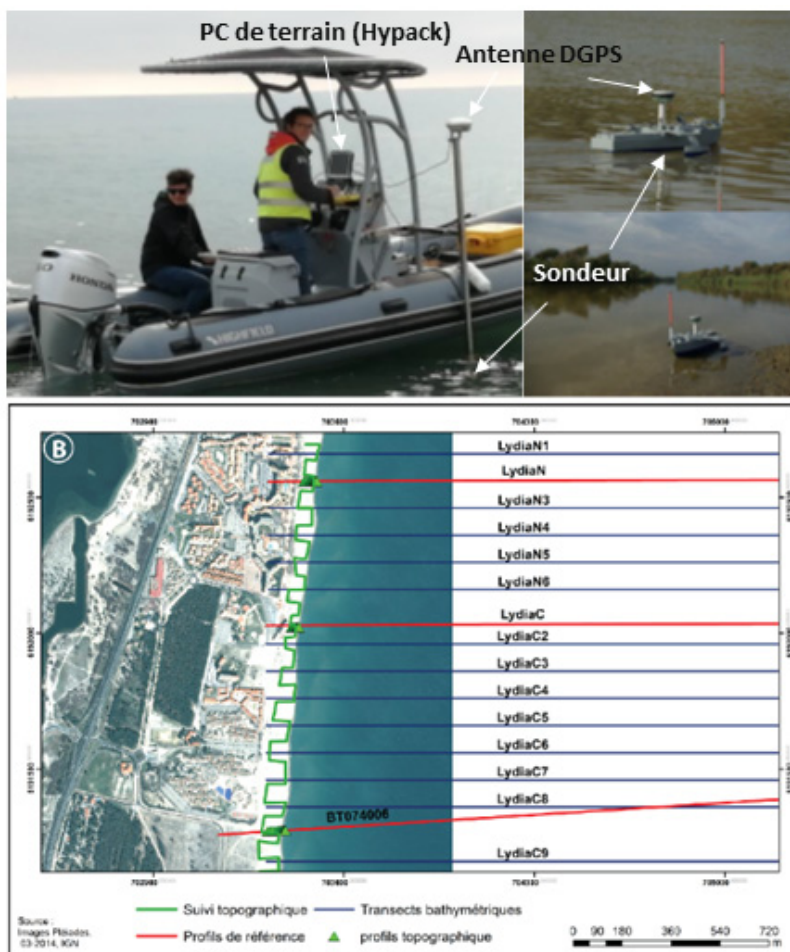 PC de terrain (Hypack)
Antenne DGPS
Sondeur
HONDA
HIGHFIELD
B
LydiaN1
LydiaN
LydiaN3
LydiaN4
LydiaN5
LydiaN6
LydiaC
LydiaC2
LydiaC3
LydiaC4
LydiaC5
LydiaC6
LydiaC7
LydiaC8
BT074006
LydiaC9
Suivi topographique
Transects bathymétriques
Profils de référence
profils topographique
Source :
Images Pléiades,
03-2014, IGN
0 90 180 360 540 720
m